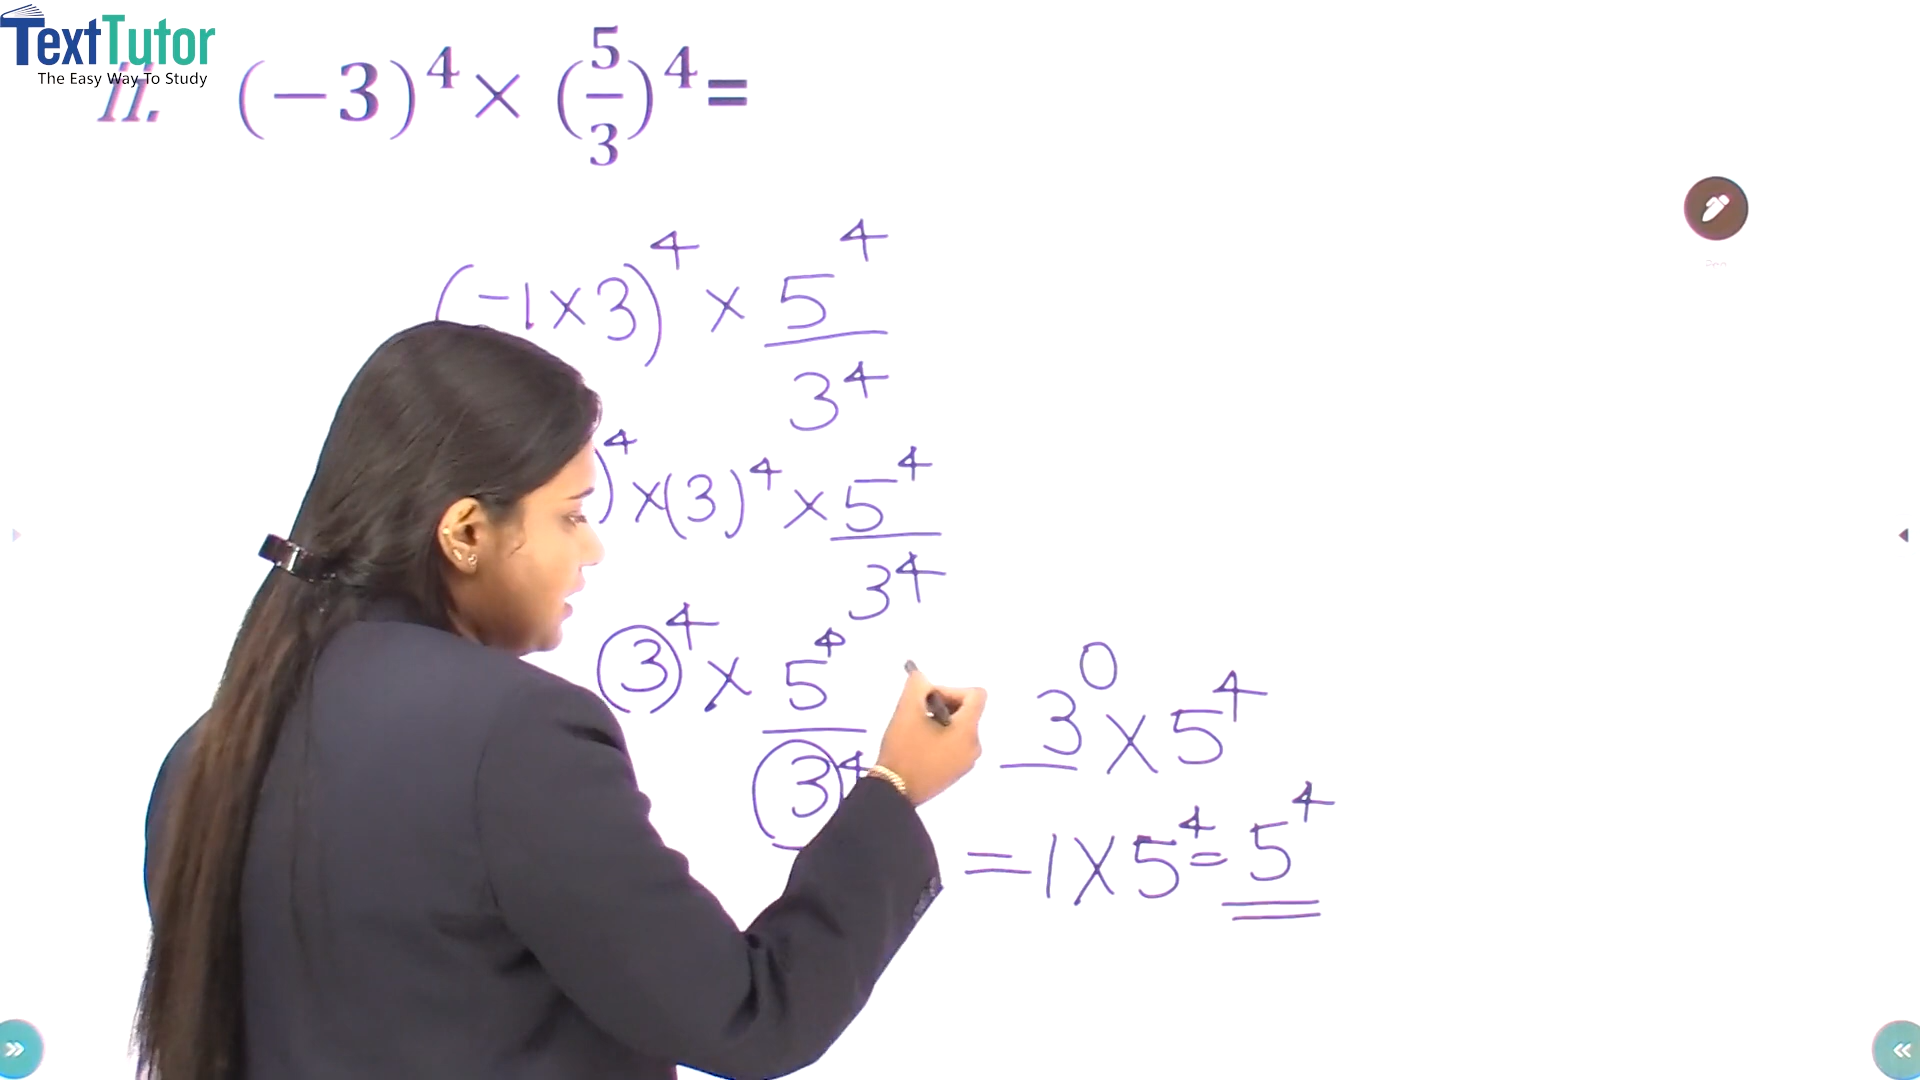 TextTutor
The Easy Way To Study
ii. (−3)⁴ × (5/3)⁴=
(-1×3)⁴ × 5⁴/3⁴
)⁴ ×(3)⁴ × 5⁴/3⁴
3⁴ × 5⁴/3⁴
3⁰ × 5⁴
= 1 × 5⁴ = 5⁴